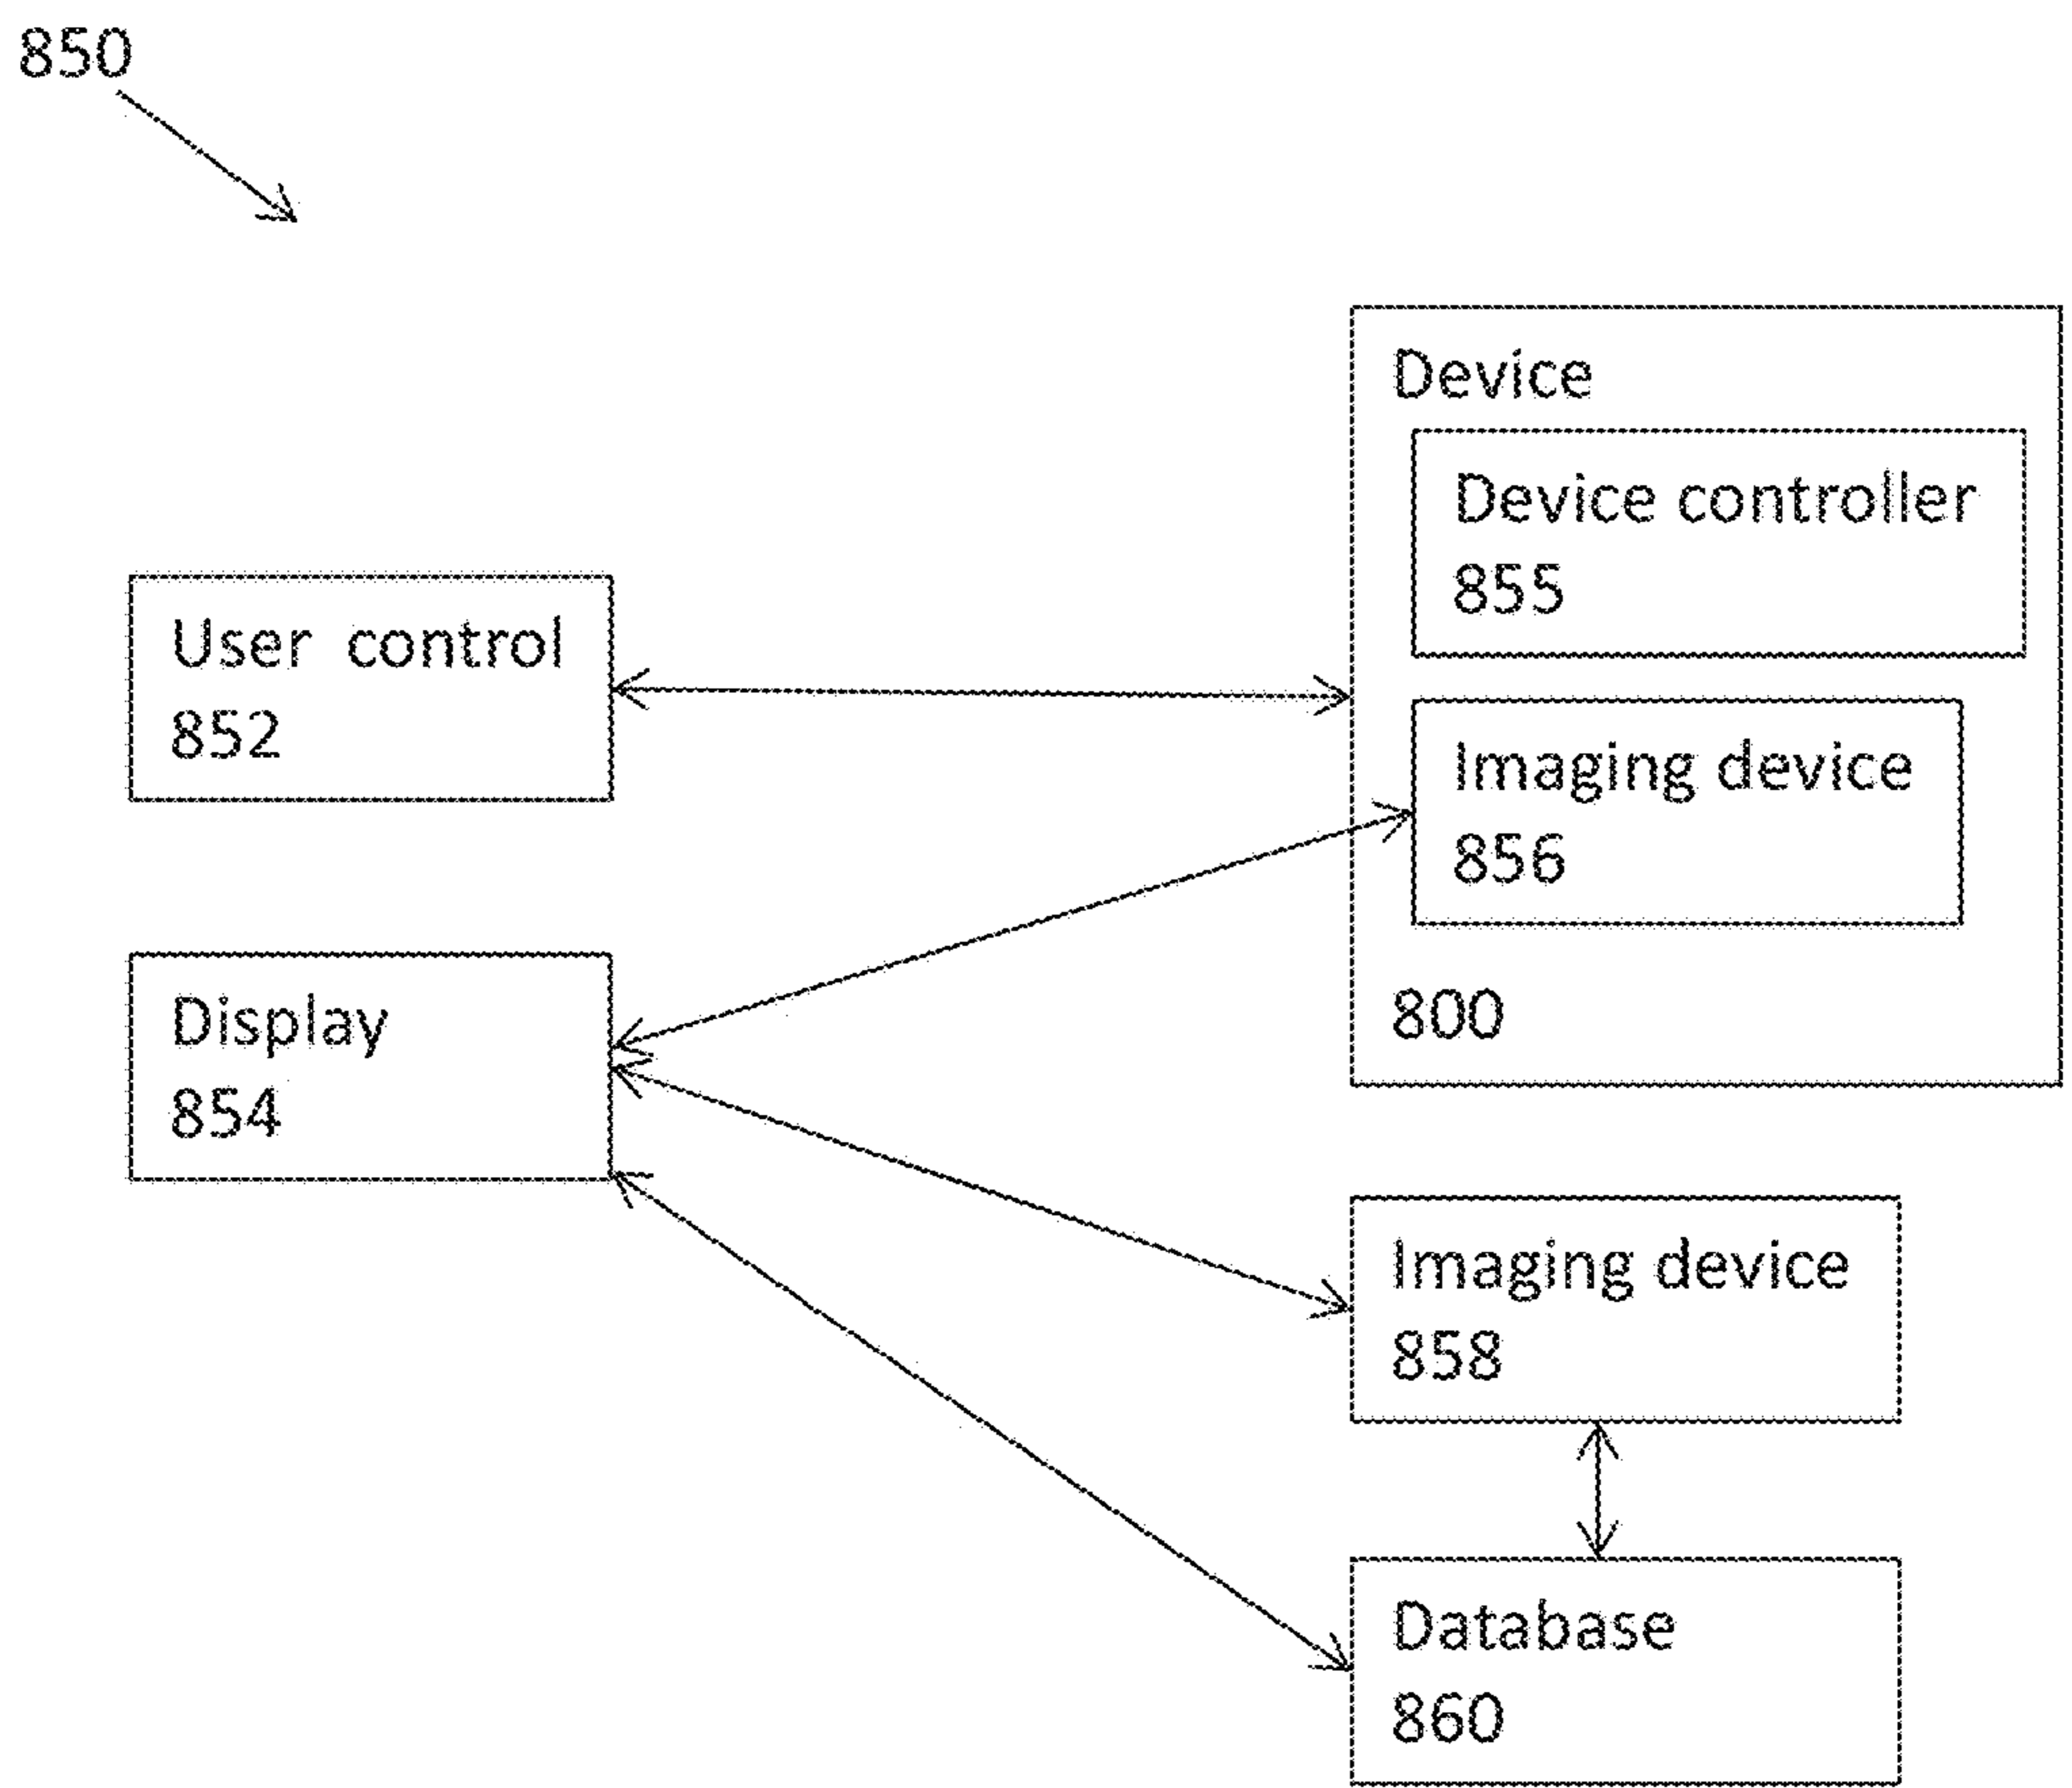 850
Device
Device controller
855
User control
852
Imaging device
856
Display
854
800
Imaging device
858
Database
860